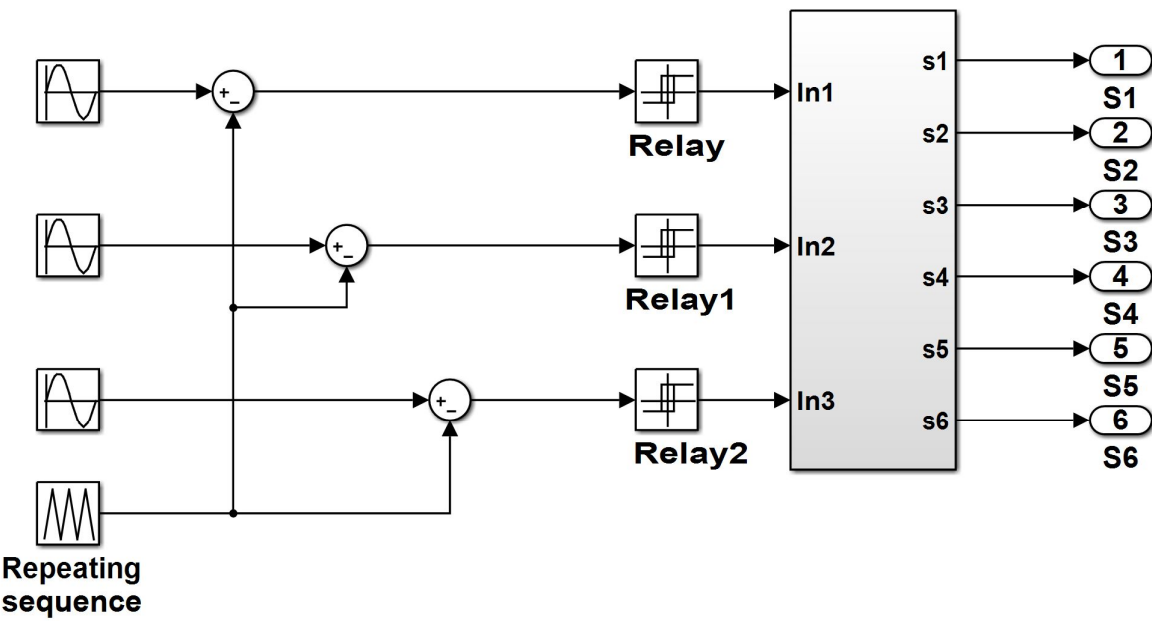 s1
1
S1
In1
Relay
s2
2
S2
s3
3
S3
In2
Relay1
s4
4
S4
s5
5
S5
In3
Relay2
s6
6
S6
Repeating
sequence